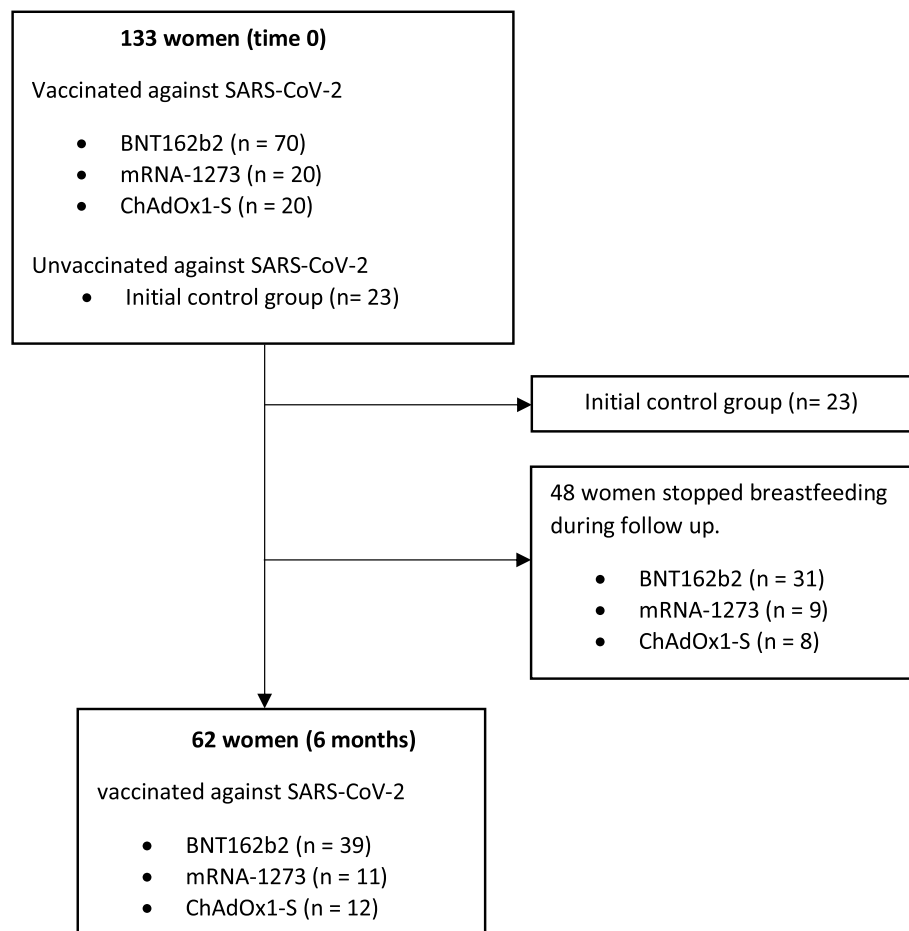 133 women (time 0)
Vaccinated against SARS-CoV-2
• BNT162b2 (n = 70)
• mRNA-1273 (n = 20)
• ChAdOx1-S (n = 20)
Unvaccinated against SARS-CoV-2
• Initial control group (n= 23)
Initial control group (n= 23)
48 women stopped breastfeeding
during follow up.
• BNT162b2 (n = 31)
• mRNA-1273 (n = 9)
• ChAdOx1-S (n = 8)
62 women (6 months)
vaccinated against SARS-CoV-2
• BNT162b2 (n = 39)
• mRNA-1273 (n = 11)
• ChAdOx1-S (n = 12)